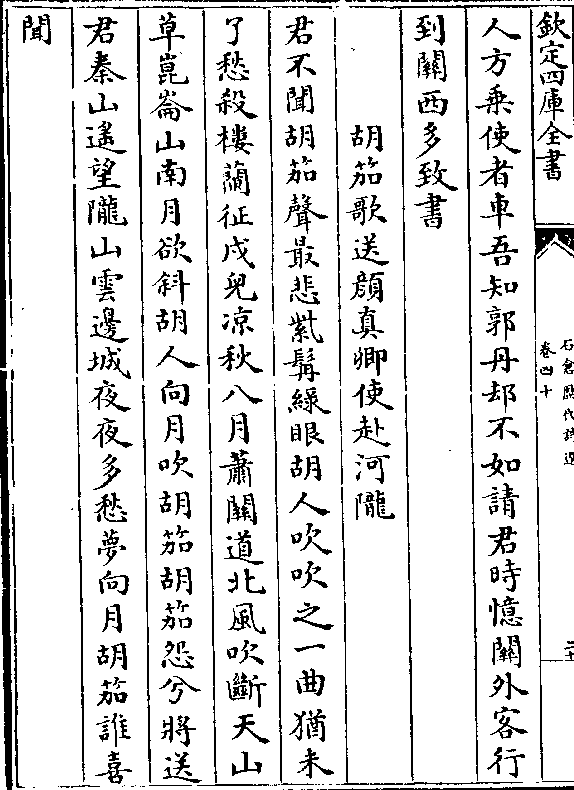 欽定四庫全書
石倉歷代詩選
卷四十
人方乗使者車吾知郭丹却不如請君時憶關外客行
到關西多致書
胡笳歌送顔真卿使赴河隴
君不聞胡笳聲最悲紫髯綠眼胡人吹吹之一曲猶未
了愁殺樓蘭征戍兒凉秋八月蕭關道北風吹斷天山
草崑崙山南月欲斜胡人向月吹胡笳胡笳怨兮將送
君秦山遙望隴山雲邊城夜夜多愁夢向月胡笳誰喜
聞